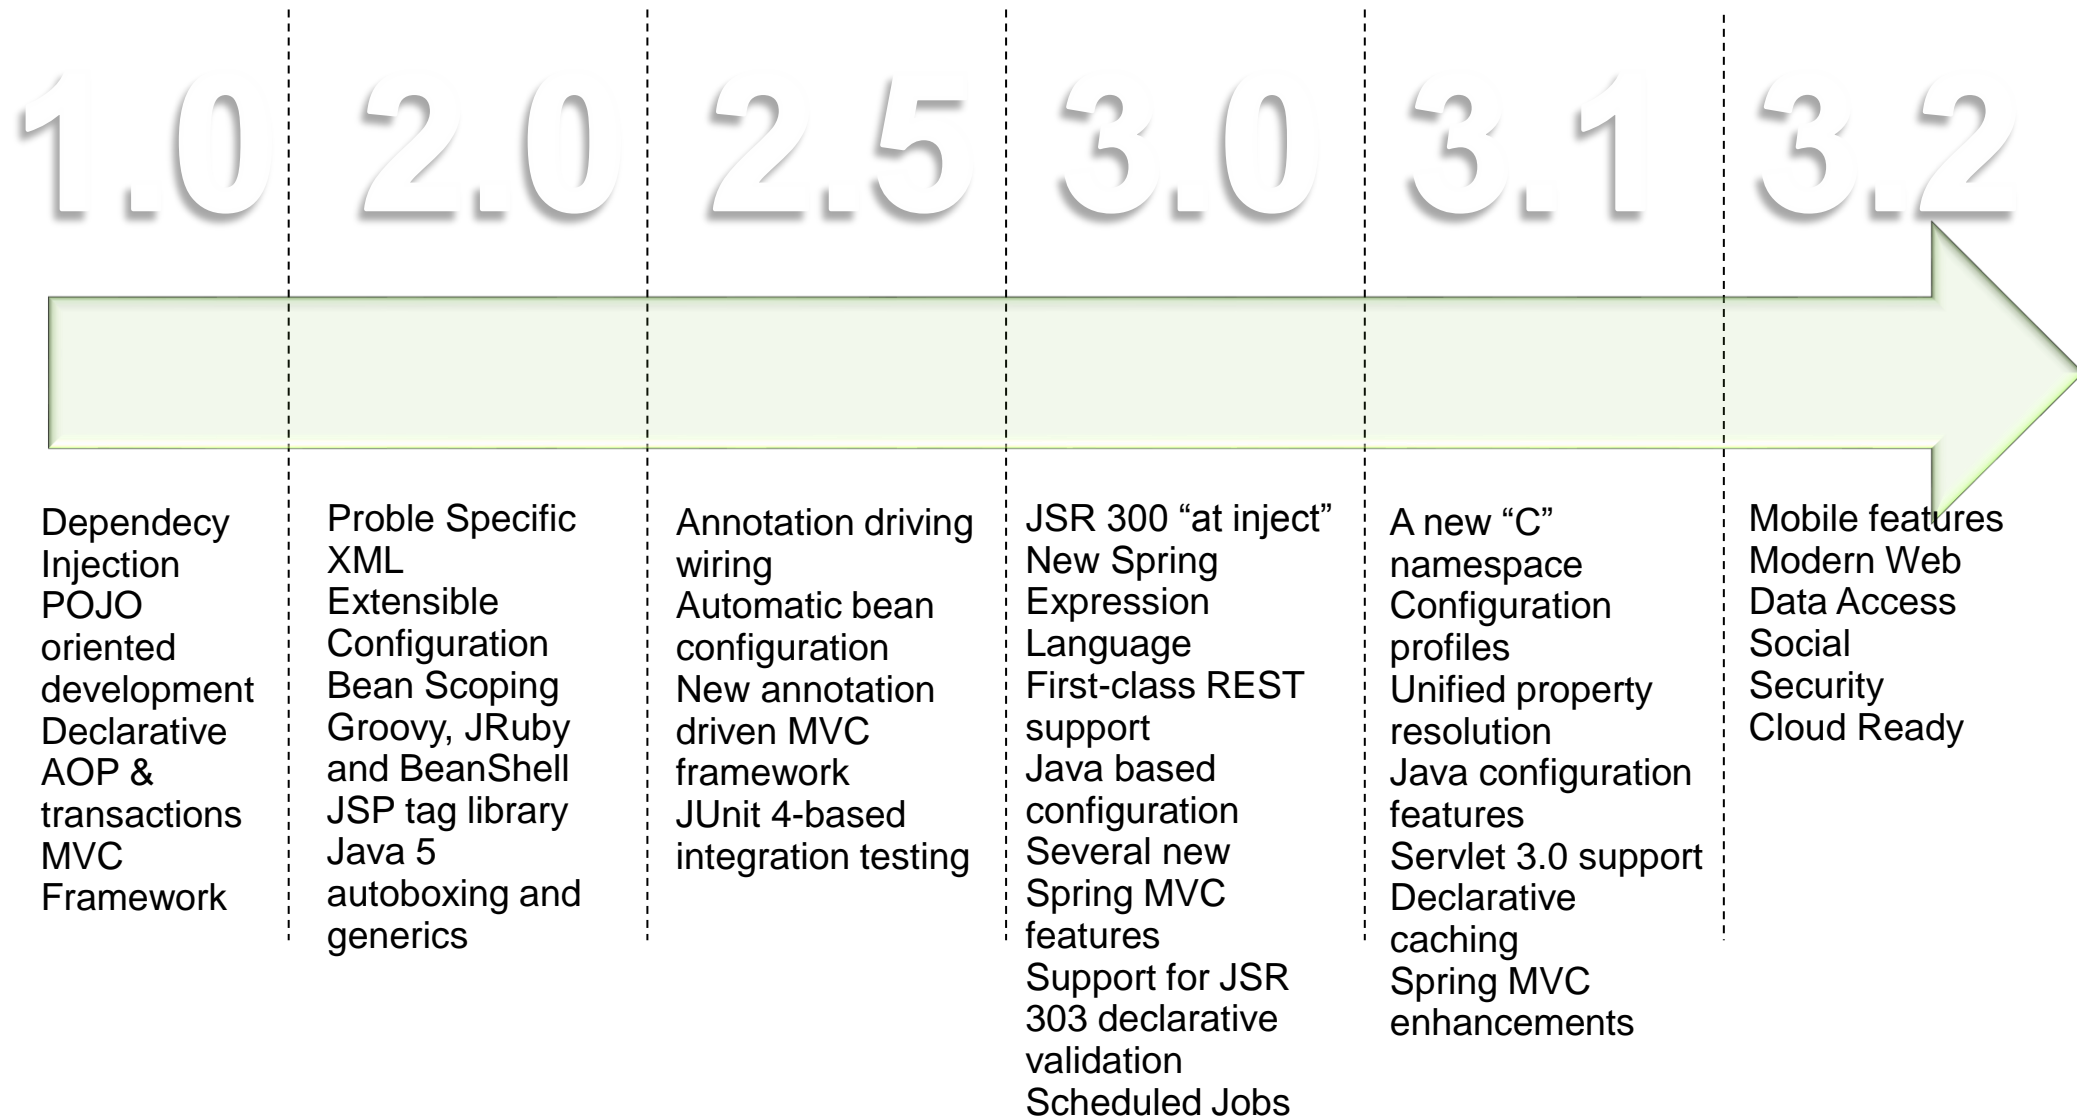 1.0
2.0
2.5
3.0
3.1
3.2
Dependecy
Injection
POJO
oriented
development
Declarative
AOP &
transactions
MVC
Framework
Proble Specific
XML
Extensible
Configuration
Bean Scoping
Groovy, JRuby
and BeanShell
JSP tag library
Java 5
autoboxing and
generics
Annotation driving
wiring
Automatic bean
configuration
New annotation
driven MVC
framework
JUnit 4-based
integration testing
JSR 300 “at inject”
New Spring
Expression
Language
First-class REST
support
Java based
configuration
Several new
Spring MVC
features
Support for JSR
303 declarative
validation
Scheduled Jobs
A new “C”
namespace
Configuration
profiles
Unified property
resolution
Java configuration
features
Servlet 3.0 support
Declarative
caching
Spring MVC
enhancements
Mobile features
Modern Web
Data Access
Social
Security
Cloud Ready